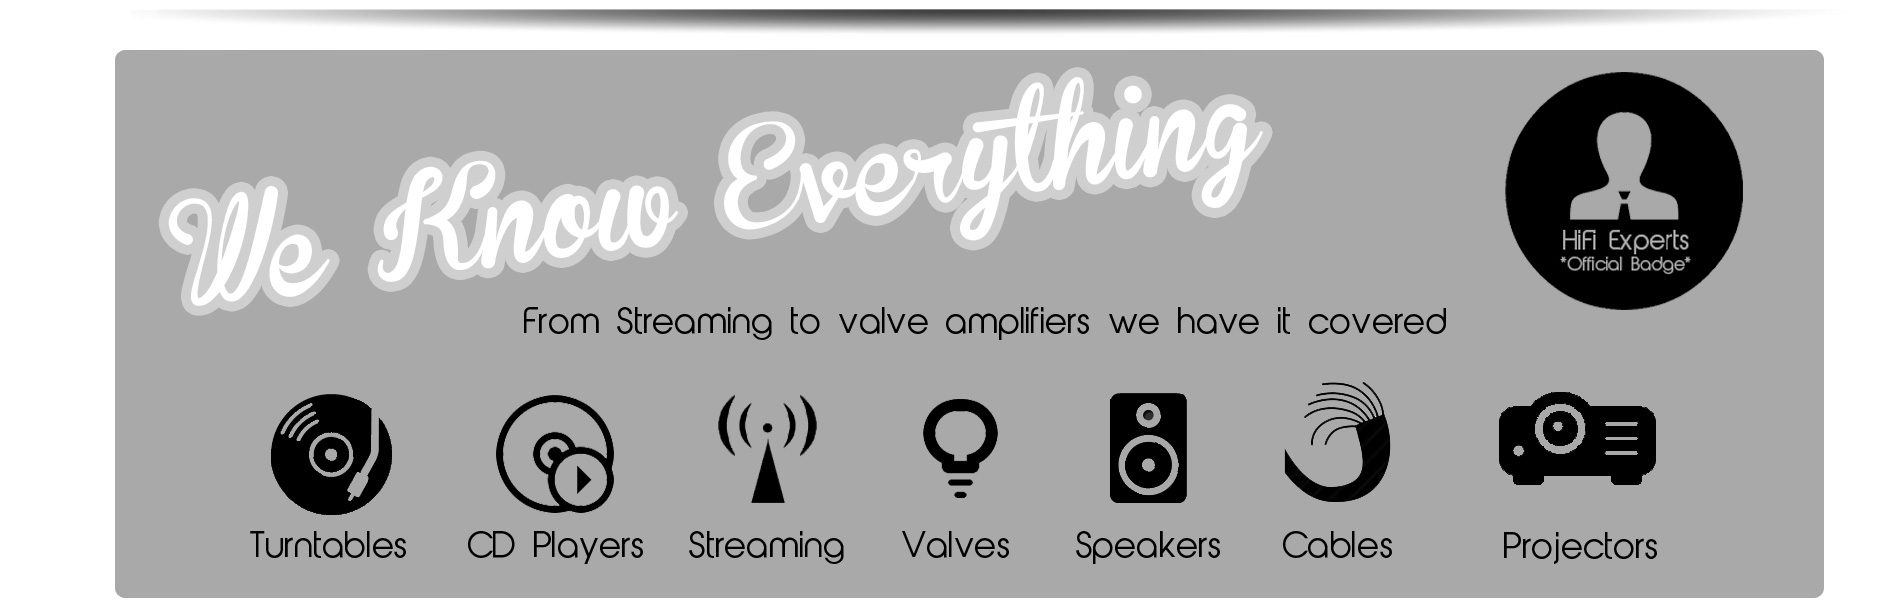 We Know Everything
HiFi Experts
*Official Badge*
From Streaming to valve amplifiers we have it covered
Turntables CD Players Streaming Valves Speakers Cables Projectors